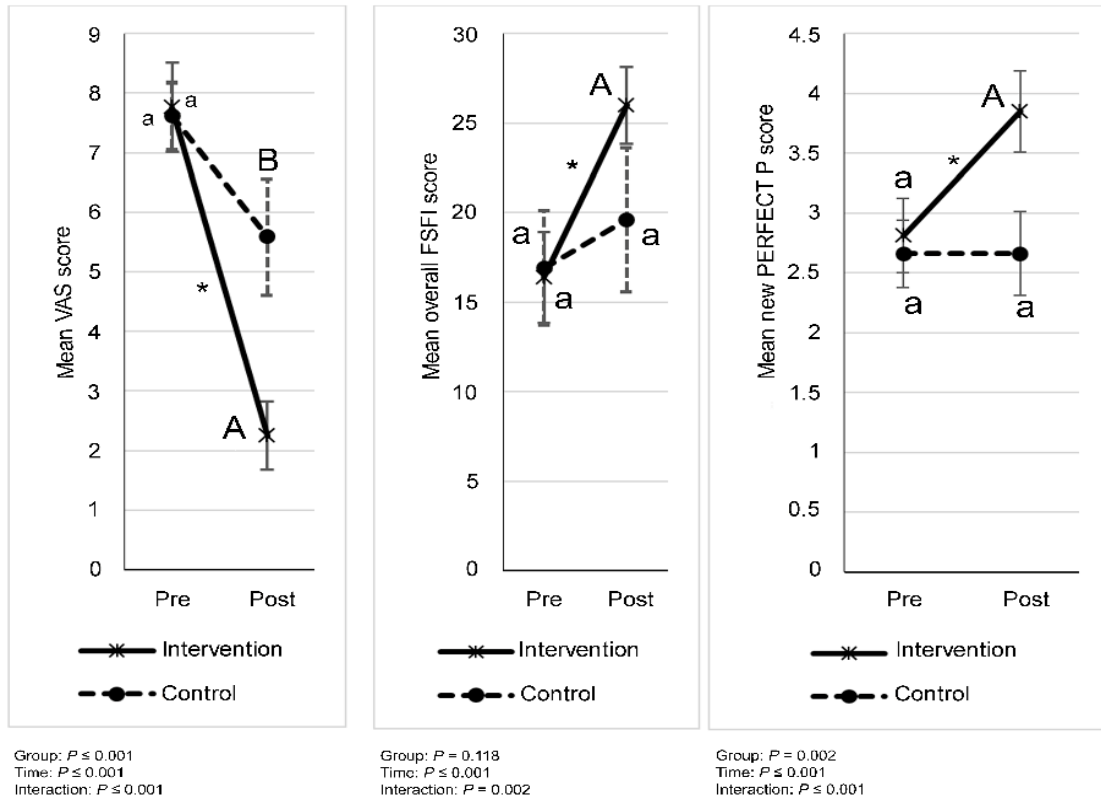 Mean VAS score
9
8
7
6
5
4
3
2
1
0
a
a
B
*
A
Pre Post
Intervention
Control
Group: P ≤ 0.001
Time: P ≤ 0.001
Interaction: P ≤ 0.001
Mean overall FSFI score
30
25
20
15
10
5
0
A
*
a
a
a
Pre Post
Intervention
Control
Group: P = 0.118
Time: P ≤ 0.001
Interaction: P = 0.002
Mean new PERFECT P score
4.5
4
3.5
3
2.5
2
1.5
1
0.5
0
A
*
a
a
a
Pre Post
Intervention
Control
Group: P = 0.002
Time: P ≤ 0.001
Interaction: P ≤ 0.001